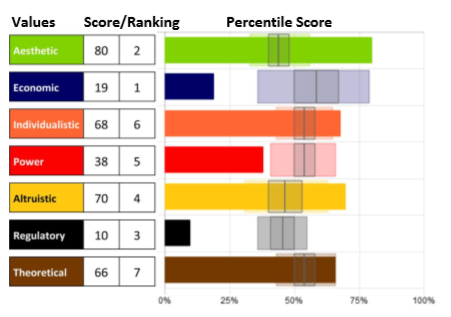 Values Score/Ranking Percentile Score
Aesthetic 80 2
Economic 19 1
Individualistic 68 6
Power 38 5
Altruistic 70 4
Regulatory 10 3
Theoretical 66 7
0% 25% 50% 75% 100%